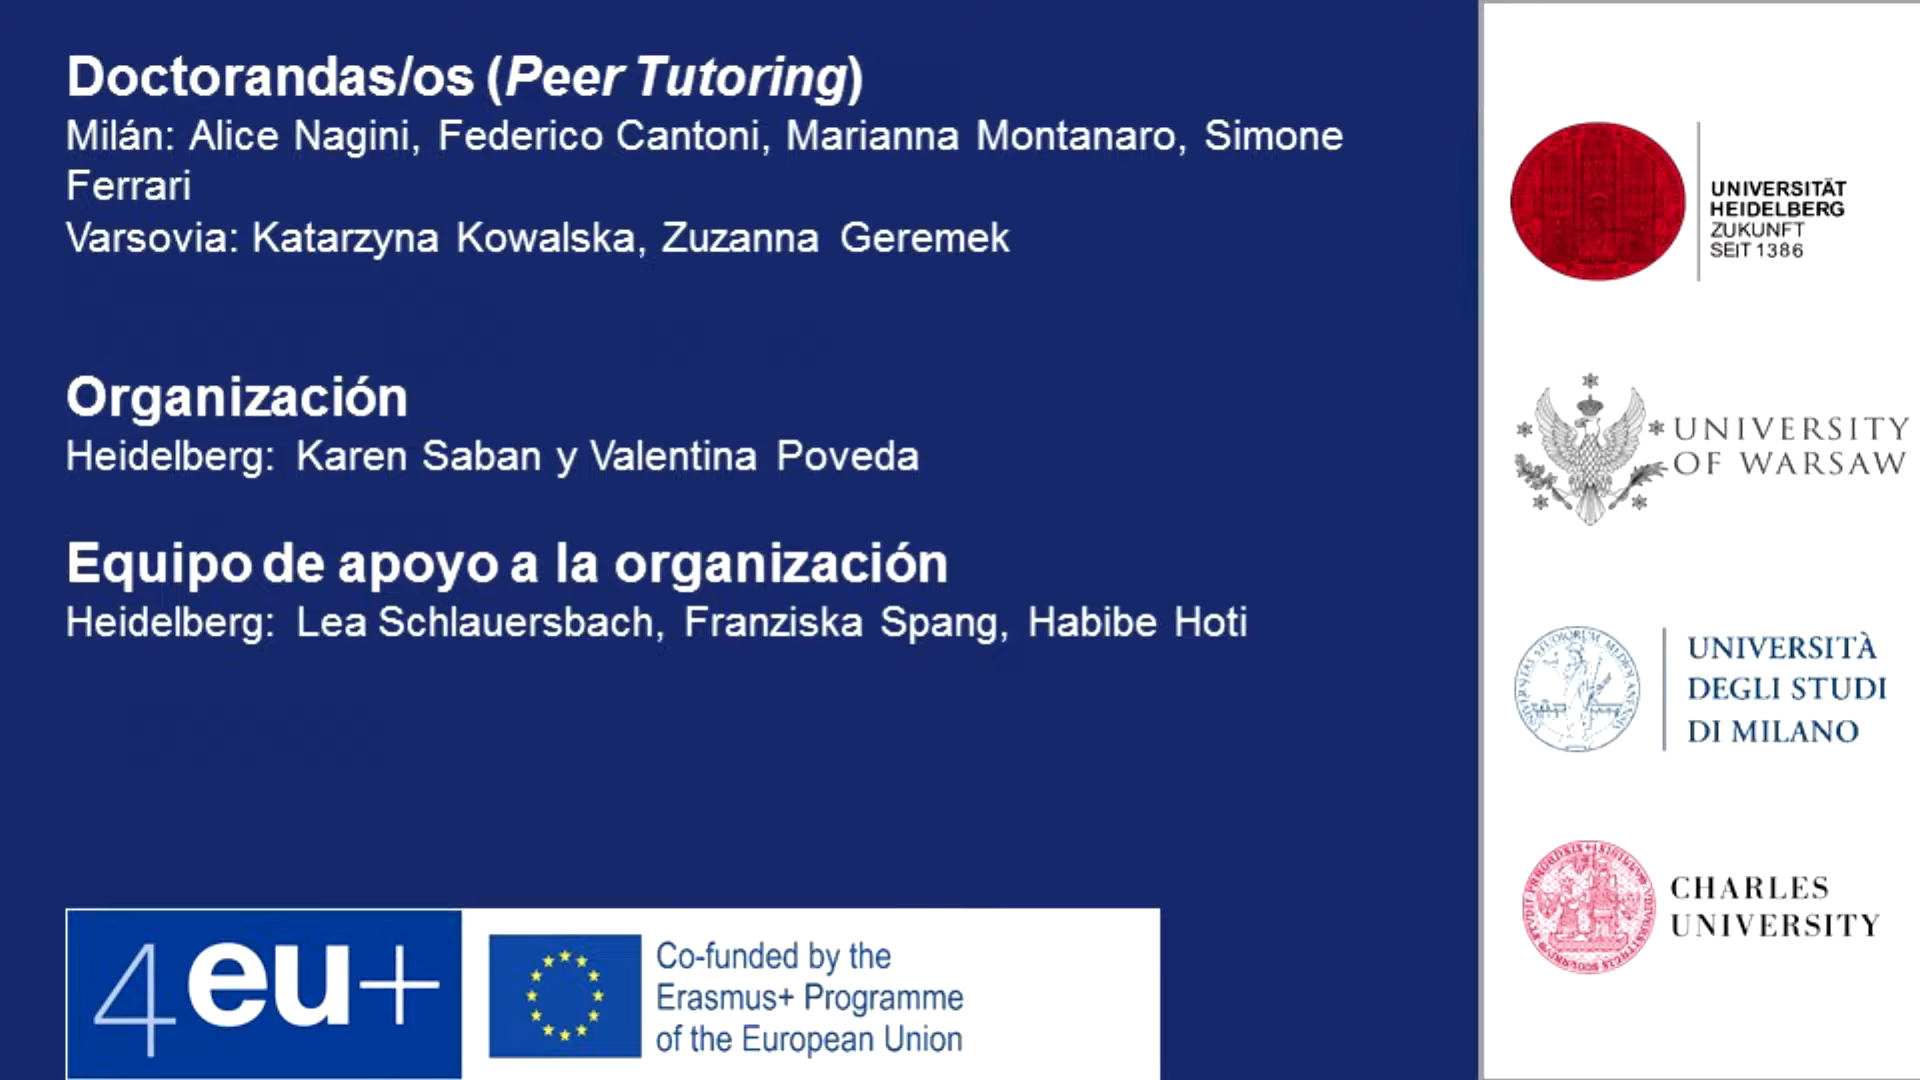 Doctorandas/os (Peer Tutoring)
Milán: Alice Nagini, Federico Cantoni, Marianna Montanaro, Simone
Ferrari
Varsovia: Katarzyna Kowalska, Zuzanna Geremek
Organización
Heidelberg: Karen Saban y Valentina Poveda
Equipo de apoyo a la organización
Heidelberg: Lea Schlauersbach, Franziska Spang, Habibe Hoti
4eu+
Co-funded by the
Erasmus+ Programme
of the European Union
UNIVERSITÄT
HEIDELBERG
ZUKUNFT
SEIT 1386
UNIVERSITY
OF WARSAW
UNIVERSITÀ
DEGLI STUDI
DI MILANO
CHARLES
UNIVERSITY